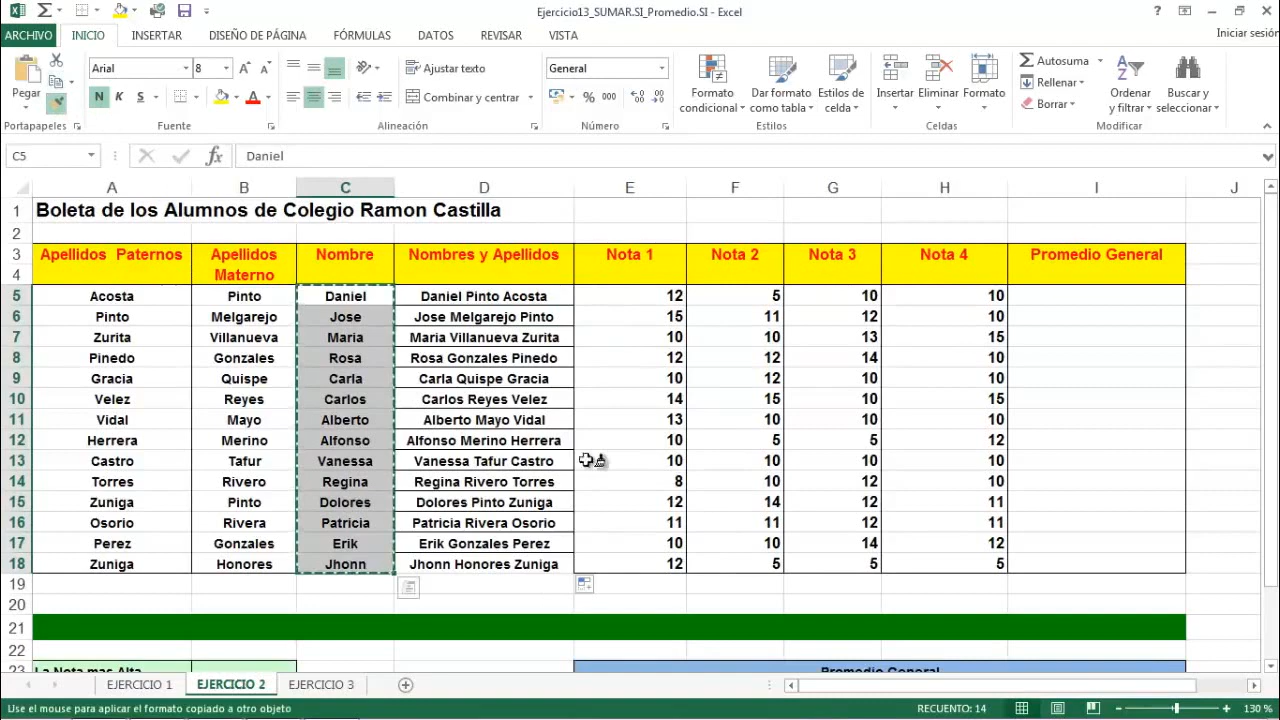 Ejercicio13_SUMAR.SI_Promedio.SI - Excel
ARCHIVO INICIO INSERTAR DISEÑO DE PÁGINA FÓRMULAS DATOS REVISAR VISTA Iniciar sesión
Pegar
Arial 8
N K S
Ajustar texto
Combinar y centrar
General
% 000
Formato condicional
Dar formato como tabla
Estilos de celda
Insertar Eliminar Formato
Autosuma
Rellenar
Borrar
Ordenar y filtrar
Buscar y seleccionar
Portapapeles Fuente Alineación Número Estilos Celdas Modificar
C5 fx Daniel
A B C D E F G H I J
1 Boleta de los Alumnos de Colegio Ramon Castilla
2
3 Apellidos Paternos Apellidos Nombre Nombres y Apellidos Nota 1 Nota 2 Nota 3 Nota 4 Promedio General
4 Materno
5 Acosta Pinto Daniel Daniel Pinto Acosta 12 5 10 10
6 Pinto Melgarejo Jose Jose Melgarejo Pinto 15 11 12 10
7 Zurita Villanueva Maria Maria Villanueva Zurita 10 10 13 15
8 Pinedo Gonzales Rosa Rosa Gonzales Pinedo 12 12 14 10
9 Gracia Quispe Carla Carla Quispe Gracia 10 12 10 10
10 Velez Reyes Carlos Carlos Reyes Velez 14 15 10 15
11 Vidal Mayo Alberto Alberto Mayo Vidal 13 10 10 10
12 Herrera Merino Alfonso Alfonso Merino Herrera 10 5 5 12
13 Castro Tafur Vanessa Vanessa Tafur Castro 10 10 10 10
14 Torres Rivero Regina Regina Rivero Torres 8 10 12 10
15 Zuniga Pinto Dolores Dolores Pinto Zuniga 12 14 12 11
16 Osorio Rivera Patricia Patricia Rivera Osorio 11 11 12 11
17 Perez Gonzales Erik Erik Gonzales Perez 10 10 14 12
18 Zuniga Honores Jhonn Jhonn Honores Zuniga 12 5 5 5
19
20
21
22
23 La Nota mas Alta Promedio General
EJERCICIO 1 EJERCICIO 2 EJERCICIO 3
Use el mouse para aplicar el formato copiado a otro objeto RECUENTO: 14 130 %